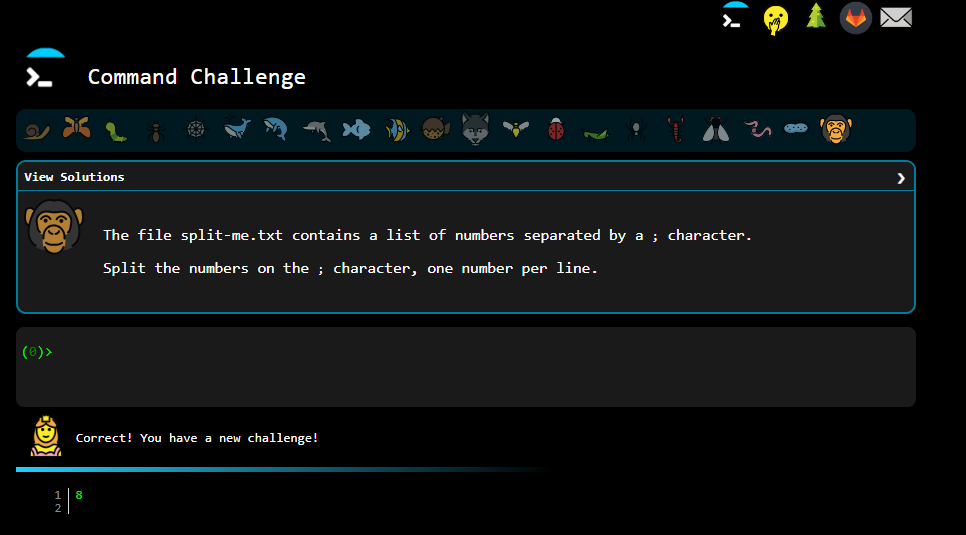 Command Challenge
View Solutions
The file split-me.txt contains a list of numbers separated by a ; character.
Split the numbers on the ; character, one number per line.
(0)>
Correct! You have a new challenge!
1 8
2